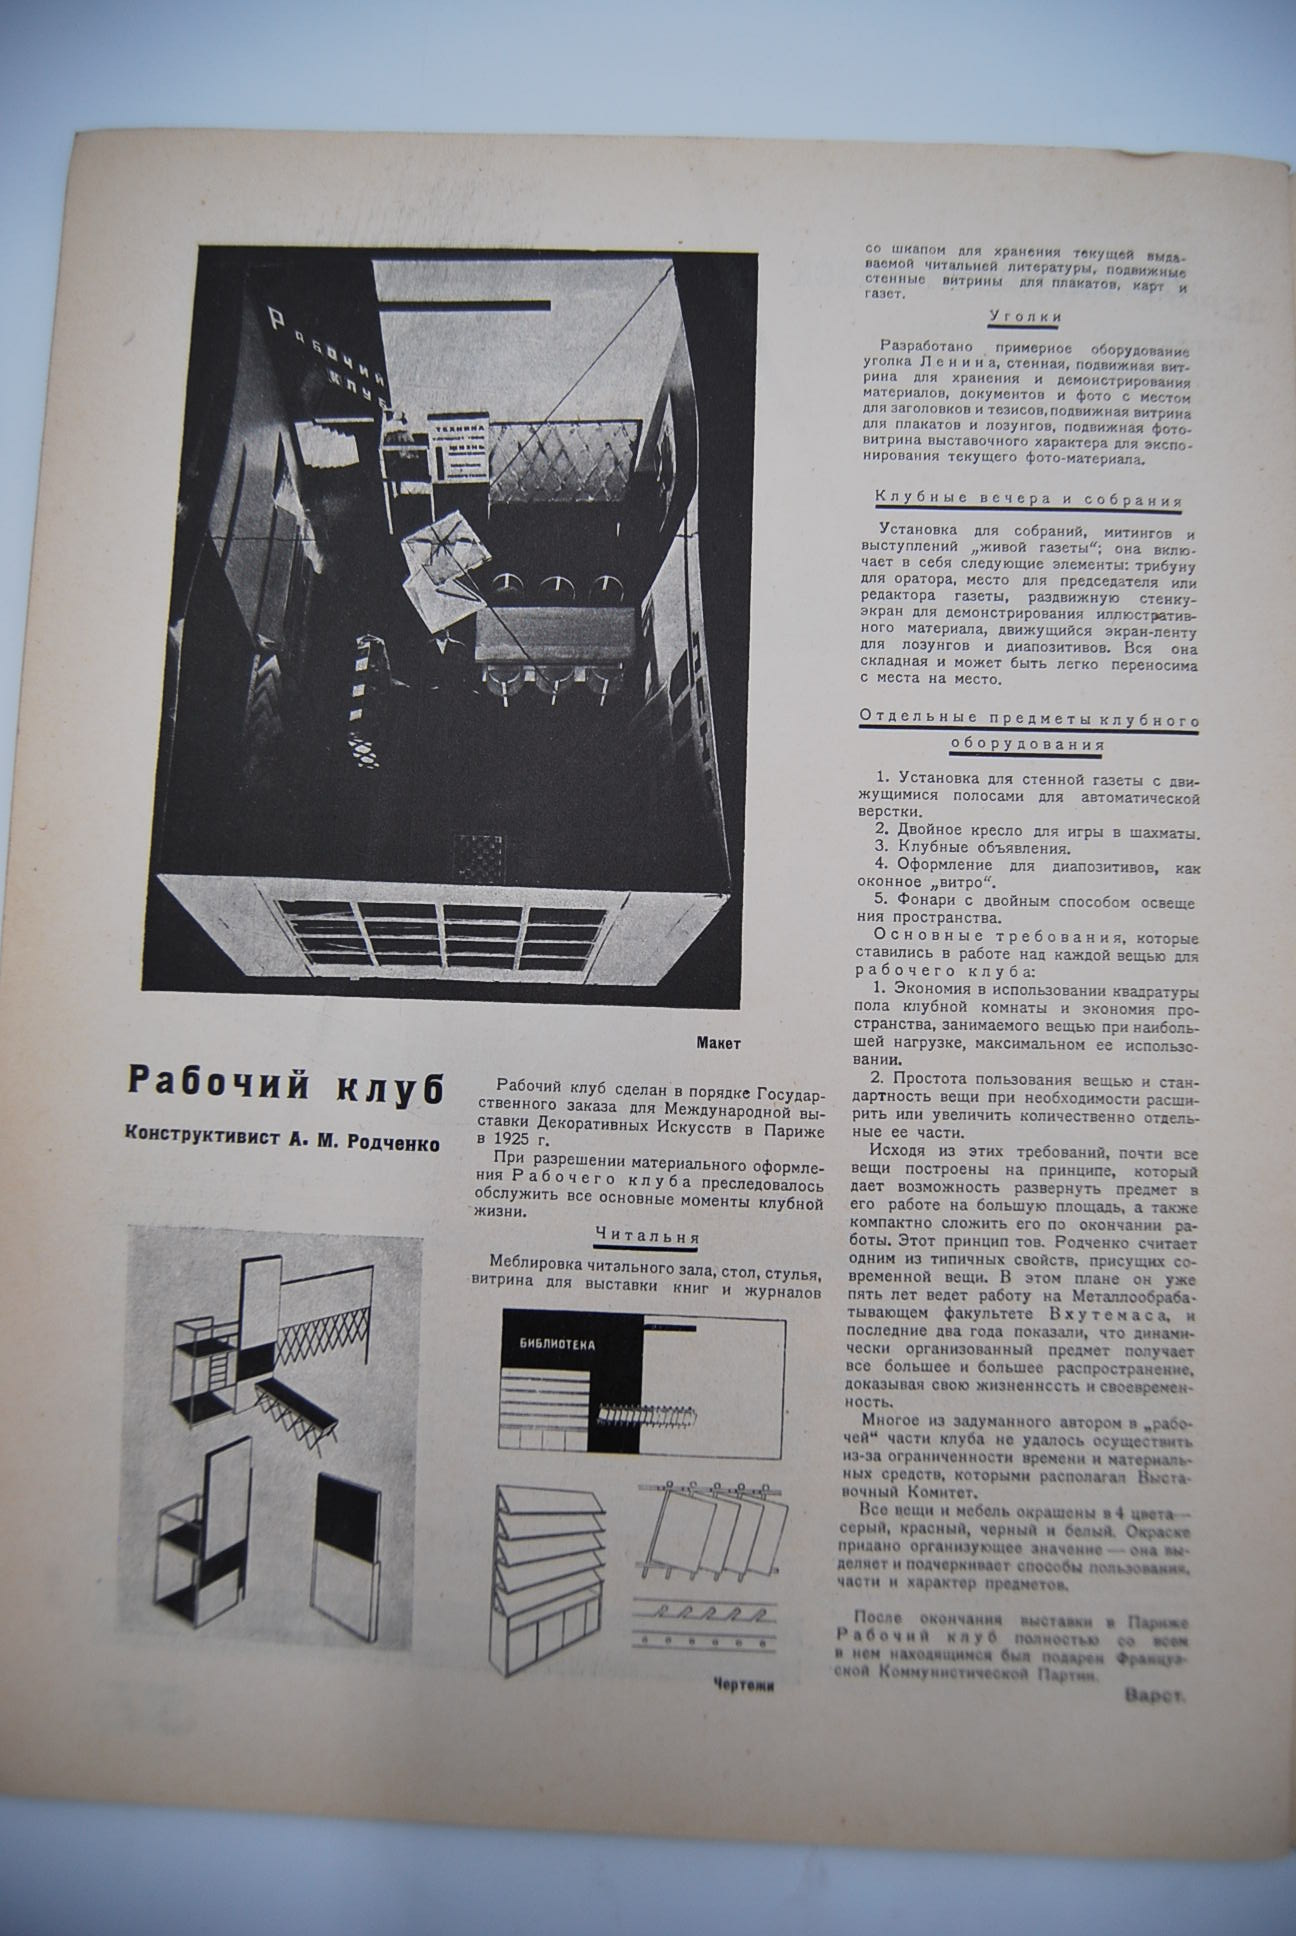 Рабочий
клуб
ТЕХНИКА
ЖИЗНЬ
Макет
Рабочий клуб
Конструктивист А. М. Родченко
Рабочий клуб сделан в порядке Государ-
ственного заказа для Международной вы-
ставки Декоративных Искусств в Париже
в 1925 г.
При разрешении материального оформле-
ния Рабочего клуба преследовалось
обслужить все основные моменты клубной
жизни.
Читальня
Меблировка читального зала, стол, стулья,
витрина для выставки книг и журналов
БИБЛИОТЕКА
Чертежи
со шкапом для хранения текущей выда-
ваемой читальней литературы, подвижные
стенные витрины для плакатов, карт и
газет.
Уголки
Разработано примерное оборудование
уголка Ленина, стенная, подвижная вит-
рина для хранения и демонстрирования
материалов, документов и фото с местом
для заголовков и тезисов, подвижная витрина
для плакатов и лозунгов, подвижная фото-
витрина выставочного характера для экспо-
нирования текущего фото-материала.
Клубные вечера и собрания
Установка для собраний, митингов и
выступлений „живой газеты“; она вклю-
чает в себя следующие элементы: трибуну
для оратора, место для председателя или
редактора газеты, раздвижную стенку-
экран для демонстрирования иллюстратив-
ного материала, движущийся экран-ленту
для лозунгов и диапозитивов. Вся она
складная и может быть легко переносима
с места на место.
Отдельные предметы клубного
оборудования
1. Установка для стенной газеты с дви-
жущимися полосами для автоматической
верстки.
2. Двойное кресло для игры в шахматы.
3. Клубные объявления.
4. Оформление для диапозитивов, как
оконное „витро“.
5. Фонари с двойным способом освеще
ния пространства.
Основные требования, которые
ставились в работе над каждой вещью для
рабочего клуба:
1. Экономия в использовании квадратуры
пола клубной комнаты и экономия про-
странства, занимаемого вещью при наиболь-
шей нагрузке, максимальном ее использо-
вании.
2. Простота пользования вещью и стан-
дартность вещи при необходимости расши-
рить или увеличить количественно отдель-
ные ее части.
Исходя из этих требований, почти все
вещи построены на принципе, который
дает возможность развернуть предмет в
его работе на большую площадь, а также
компактно сложить его по окончании ра-
боты. Этот принцип тов. Родченко считает
одним из типичных свойств, присущих со-
временной вещи. В этом плане он уже
пять лет ведет работу на Металлообраба-
тывающем факультете Вхутемаса, и
последние два года показали, что динами-
чески организованный предмет получает
все большее и большее распространение,
доказывая свою жизненнссть и своевремен-
ность.
Многое из задуманного автором в „рабо-
чей“ части клуба не удалось осуществить
из-за ограниченности времени и материаль-
ных средств, которыми располагал Выста-
вочный Комитет.
Все вещи и мебель окрашены в 4 цвета—
серый, красный, черный и белый. Окраске
придано организующее значение — она вы-
деляет и подчеркивает способы пользования,
части и характер предметов.
После окончания выставки в Париже
Рабочий клуб полностью со всем
в нем находящимся был подарен Француз-
ской Коммунистической Партии.
Варст.